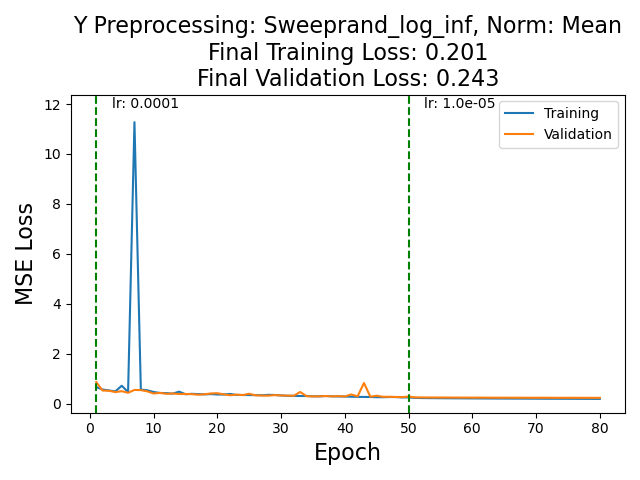 Y Preprocessing: Sweeprand_log_inf, Norm: Mean
Final Training Loss: 0.201
Final Validation Loss: 0.243
lr: 0.0001
lr: 1.0e-05
Training
Validation
MSE Loss
12
10
8
6
4
2
0
0 10 20 30 40 50 60 70 80
Epoch